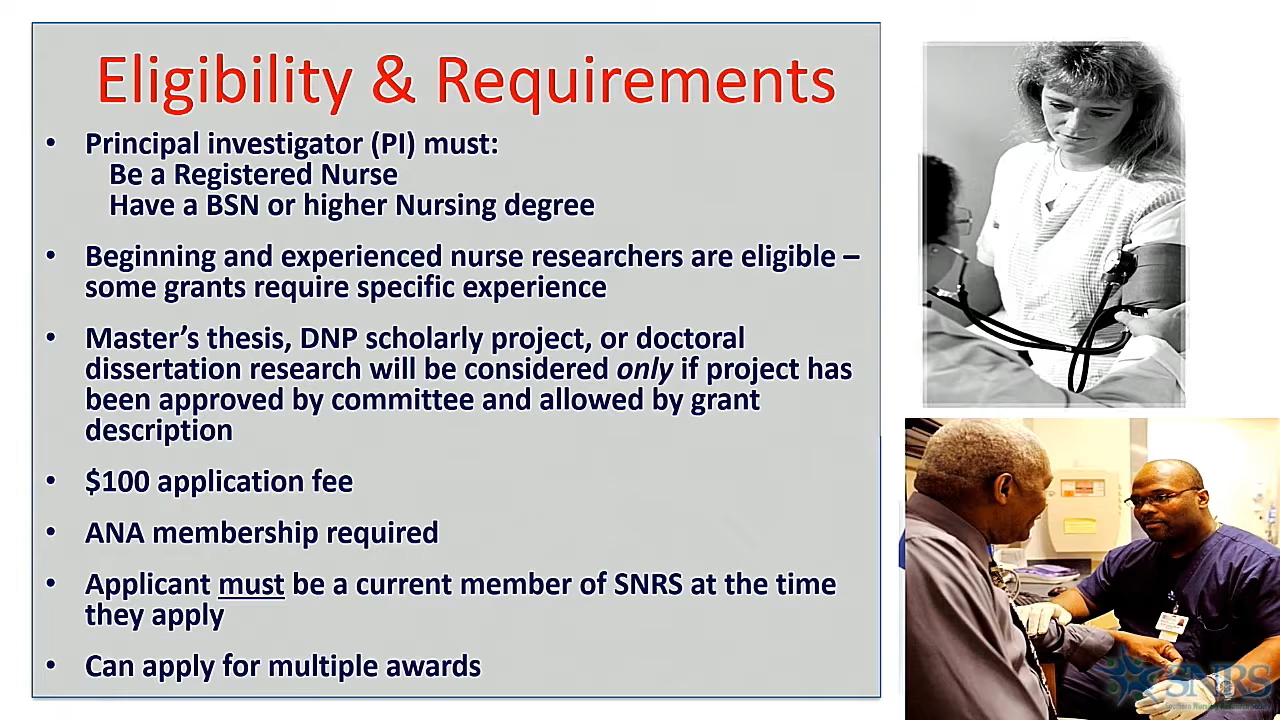 Eligibility & Requirements
• Principal investigator (PI) must:
Be a Registered Nurse
Have a BSN or higher Nursing degree
• Beginning and experienced nurse researchers are eligible –
some grants require specific experience
• Master's thesis, DNP scholarly project, or doctoral
dissertation research will be considered only if project has
been approved by committee and allowed by grant
description
• $100 application fee
• ANA membership required
• Applicant must be a current member of SNRS at the time
they apply
• Can apply for multiple awards
SNRS
Southern Nursing Research Society